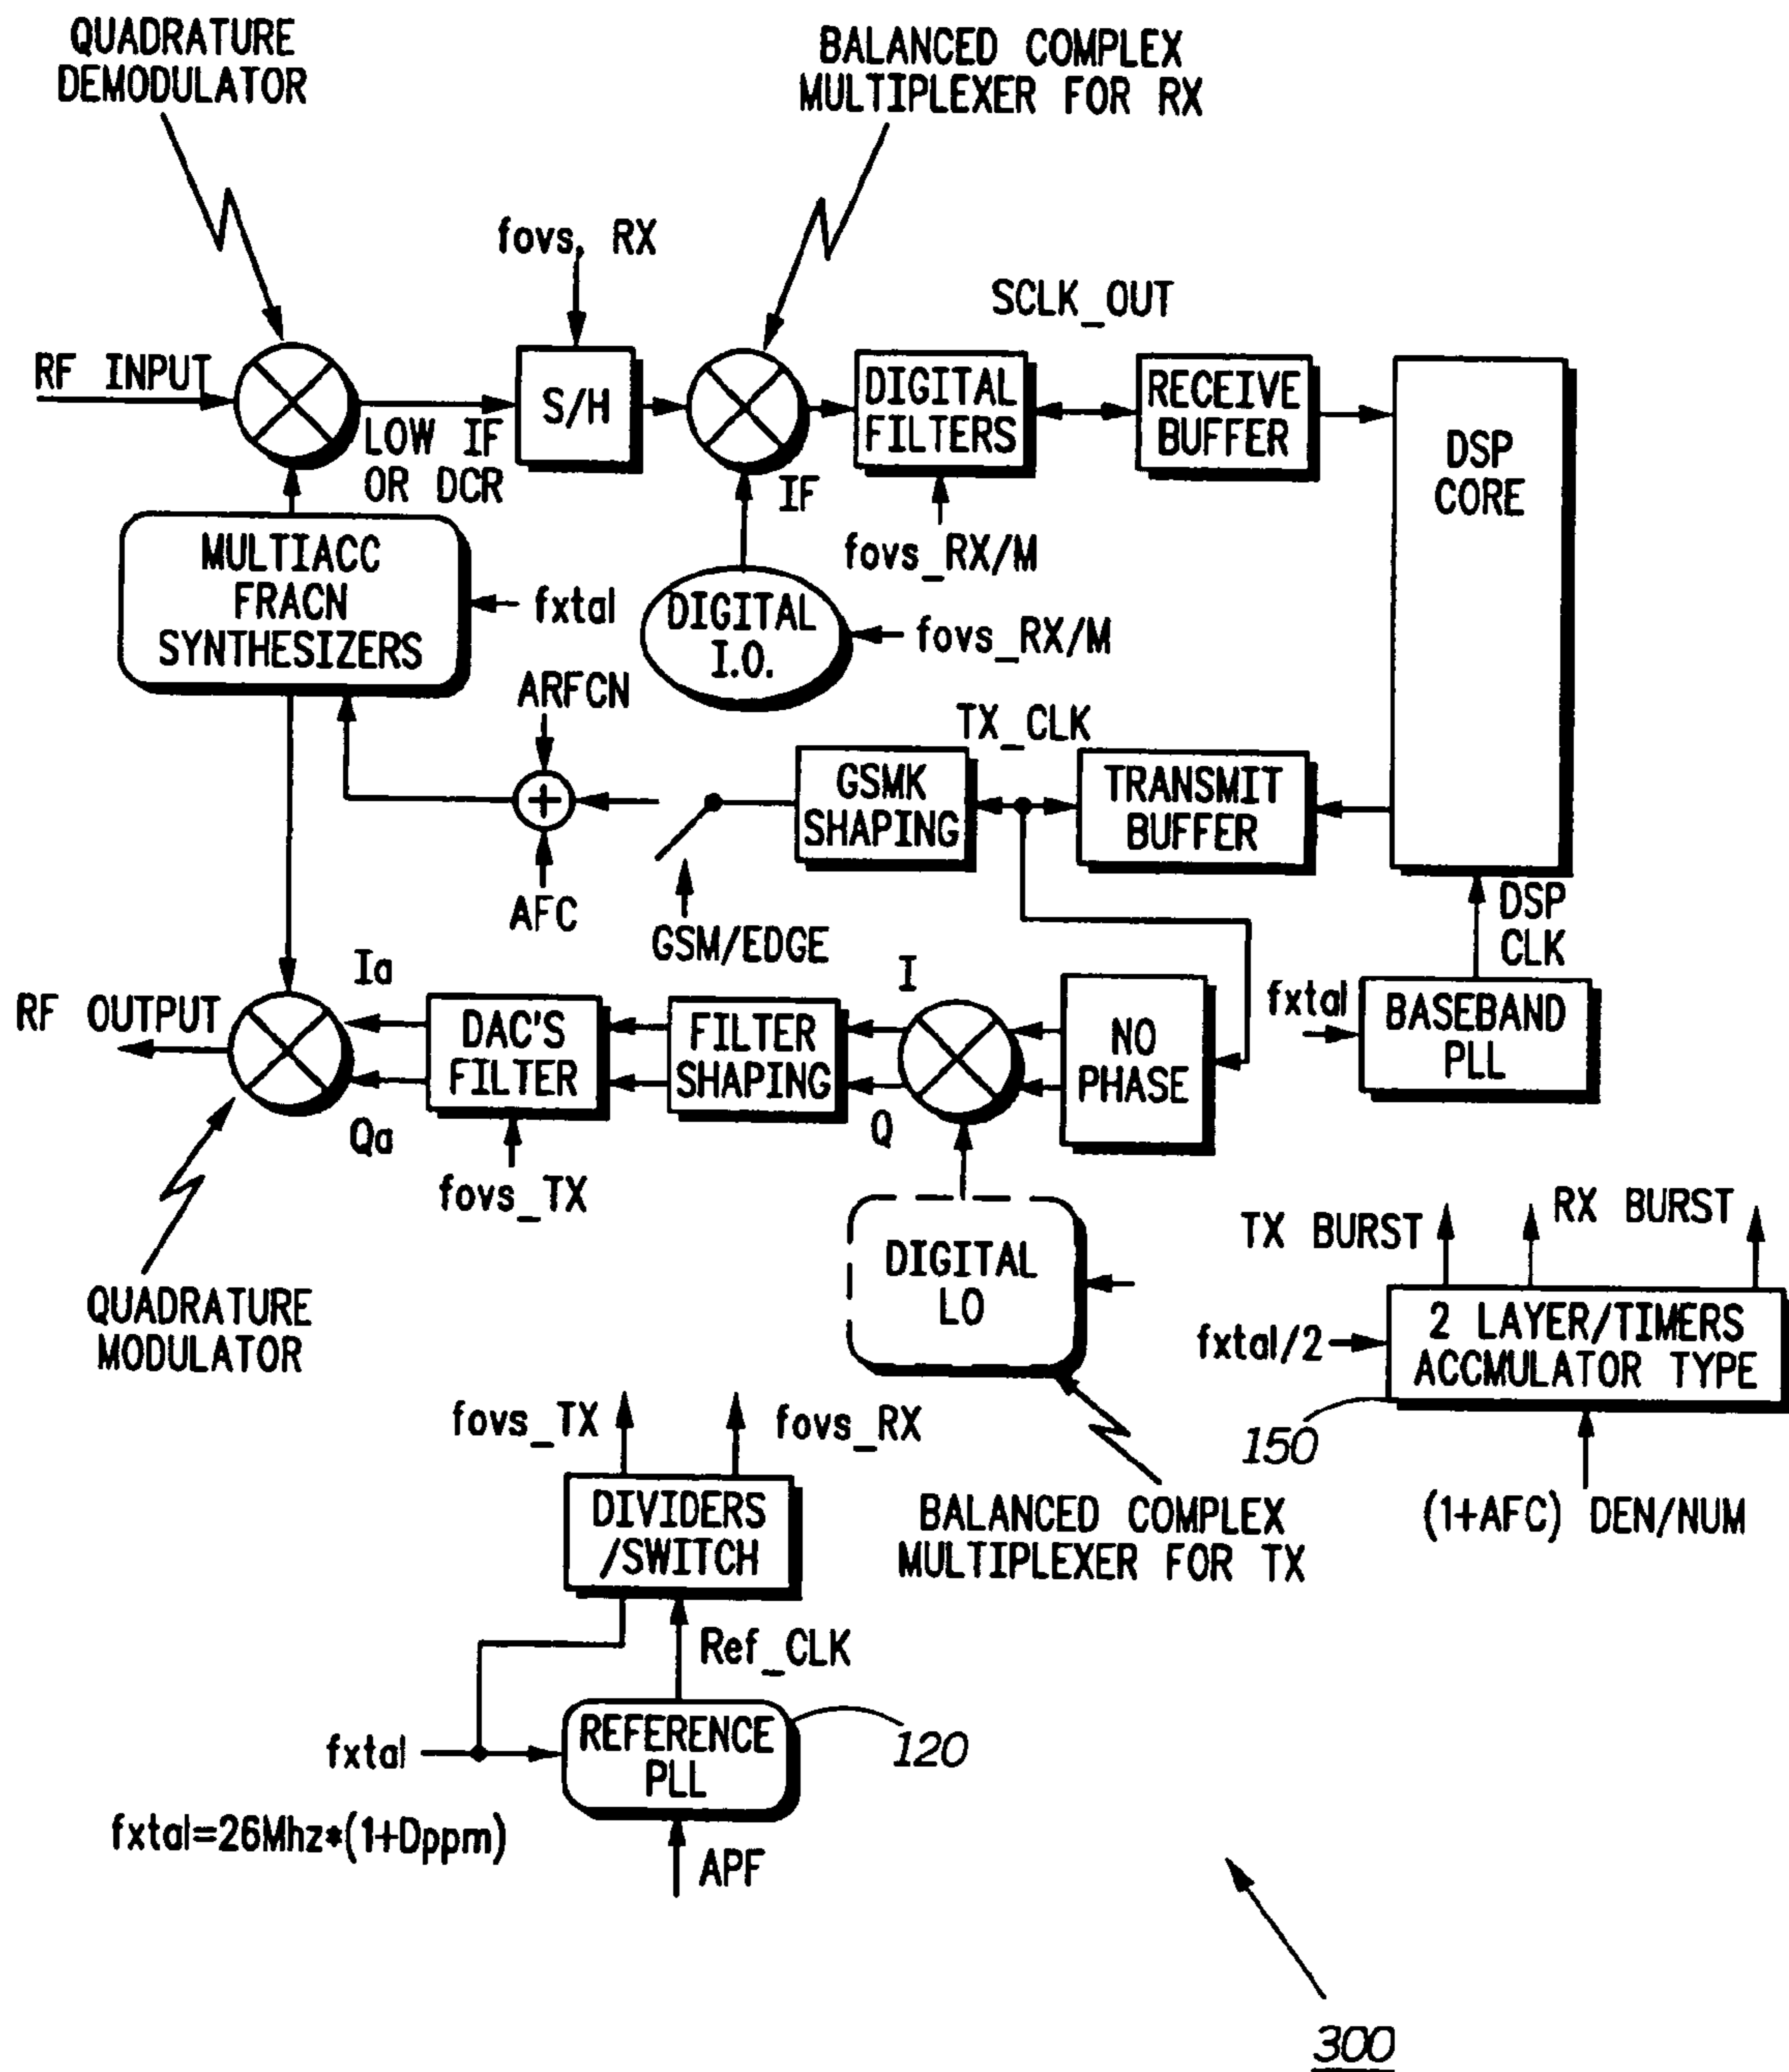 QUADRATURE
DEMODULATOR
BALANCED COMPLEX
MULTIPLEXER FOR RX
fovs, RX
SCLK_OUT
RF INPUT
LOW IF
OR DCR
S/H
IF
DIGITAL
FILTERS
RECEIVE
BUFFER
DSP
CORE
fovs_RX/M
MULTIACC
FRACN
SYNTHESIZERS
fxtal
DIGITAL
I.O.
fovs_RX/M
ARFCN
TX_CLK
GSMK
SHAPING
TRANSMIT
BUFFER
AFC
GSM/EDGE
DSP
CLK
RF OUTPUT
Ia
Qa
DAC'S
FILTER
FILTER
SHAPING
I
Q
NO
PHASE
fxtal
BASEBAND
PLL
fovs_TX
QUADRATURE
MODULATOR
DIGITAL
LO
TX BURST
RX BURST
fxtal/2
2 LAYER/TIMERS
ACCMULATOR TYPE
150
(1+AFC) DEN/NUM
BALANCED COMPLEX
MULTIPLEXER FOR TX
fovs_TX
fovs_RX
DIVIDERS
/SWITCH
Ref_CLK
fxtal
REFERENCE
PLL
120
fxtal=26Mhz*(1+Dppm)
APF
300